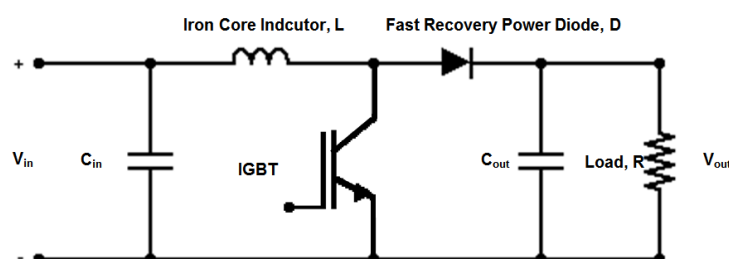 Iron Core Indcutor, L
Fast Recovery Power Diode, D
+
Vin
Cin
IGBT
Cout
Load, R
Vout
-